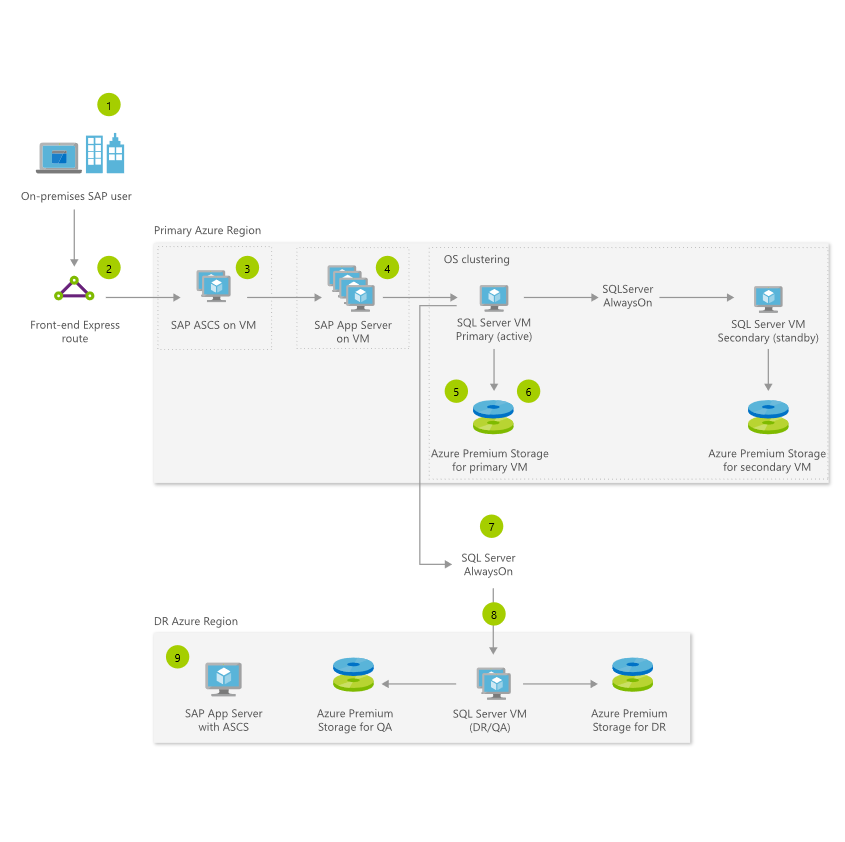 1
On-premises SAP user
Primary Azure Region
2
Front-end Express
route
3
SAP ASCS on VM
4
SAP App Server
on VM
OS clustering
SQL Server VM
Primary (active)
SQLServer
AlwaysOn
SQL Server VM
Secondary (standby)
5
6
Azure Premium Storage
for primary VM
Azure Premium Storage
for secondary VM
7
SQL Server
AlwaysOn
8
DR Azure Region
9
SAP App Server
with ASCS
Azure Premium
Storage for QA
SQL Server VM
(DR/QA)
Azure Premium
Storage for DR